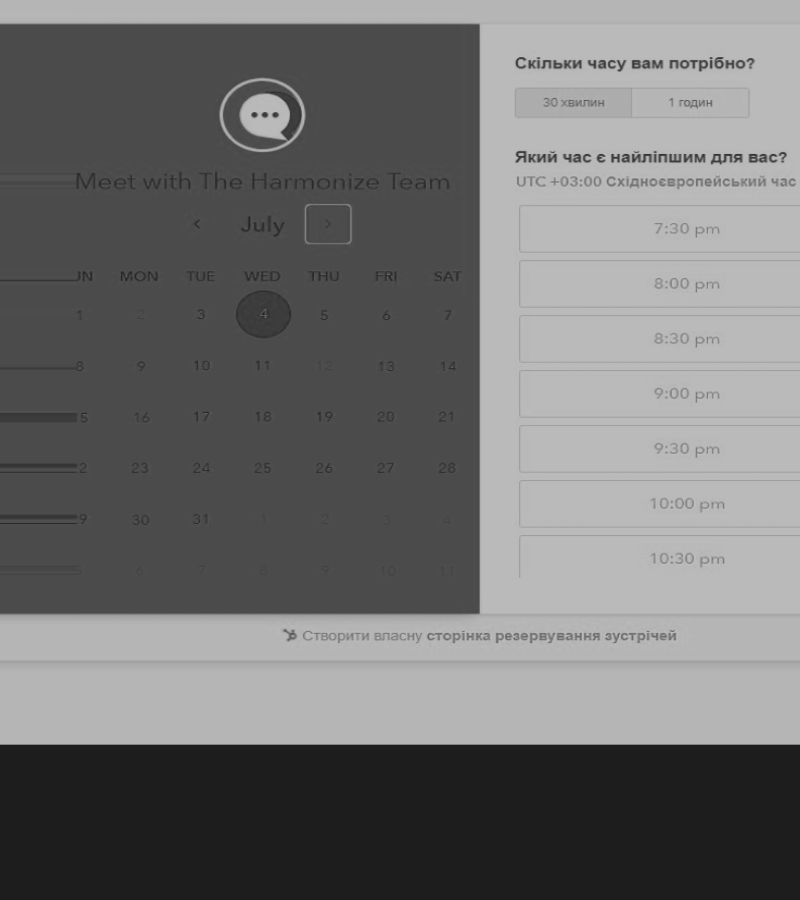 Meet with The Harmonize Team
July
UN MON TUE WED THU FRI SAT
1 2 3 4 5 6 7
8 9 10 11 12 13 14
5 16 17 18 19 20 21
2 23 24 25 26 27 28
9 30 31 1 2 3 4
5 6 7 8 9 10 11
Скільки часу вам потрібно?
30 хвилин 1 годин
Який час є найліпшим для вас?
UTC +03:00 Східноєвропейський час
7:30 pm
8:00 pm
8:30 pm
9:00 pm
9:30 pm
10:00 pm
10:30 pm
Створити власну сторінка резервування зустрічей